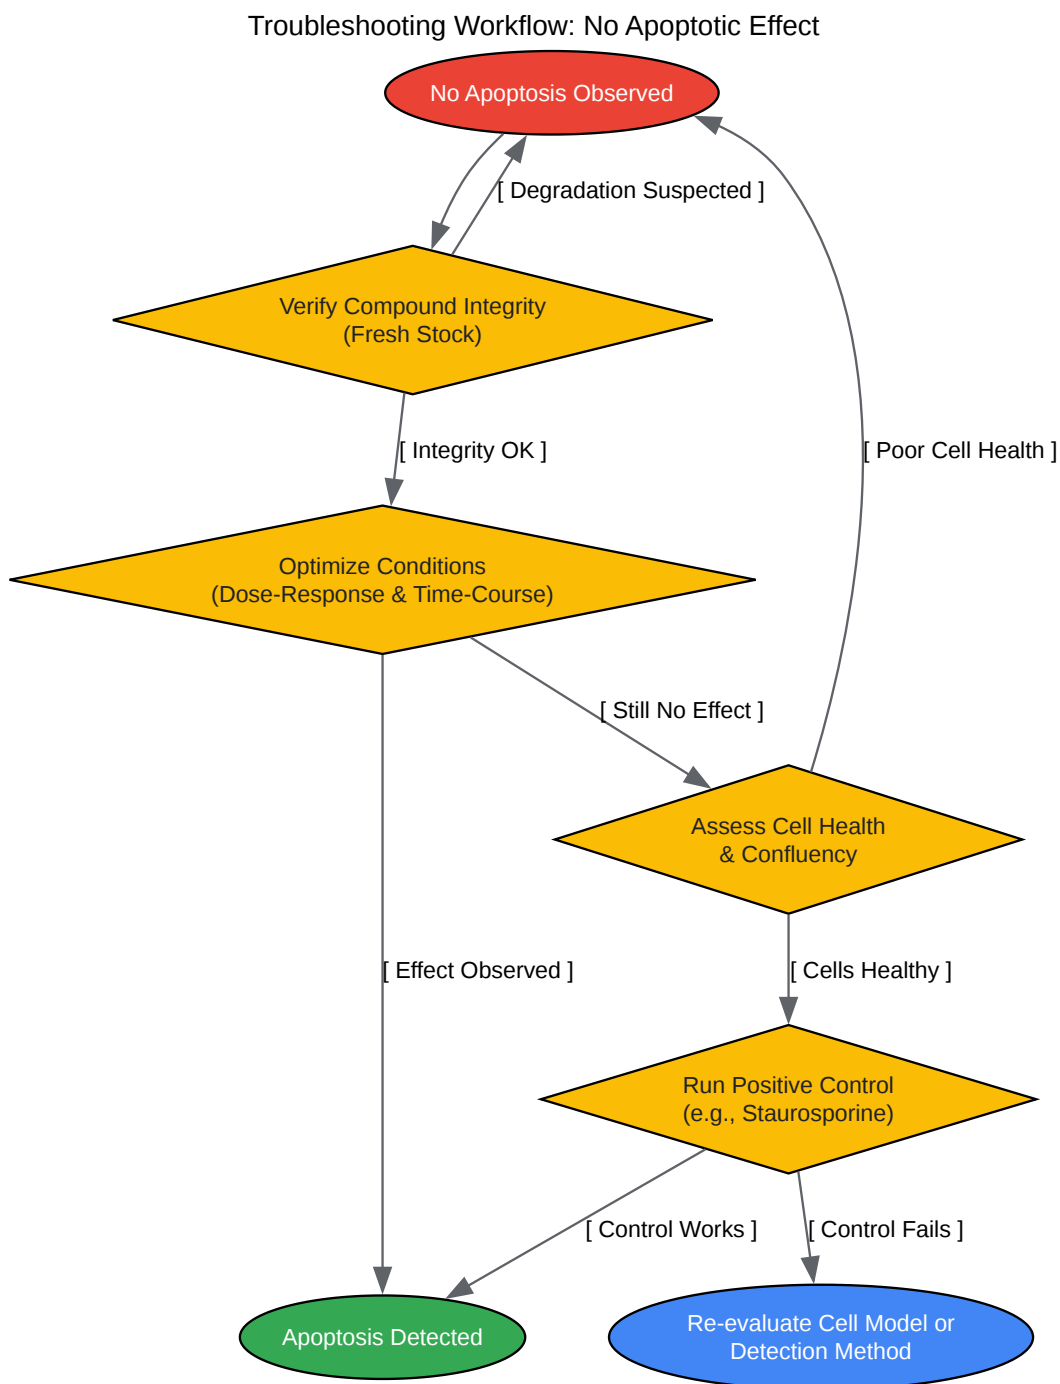 Troubleshooting Workflow: No Apoptotic Effect
No Apoptosis Observed
[ Degradation Suspected ]
Verify Compound Integrity
(Fresh Stock)
[ Integrity OK ]
[ Poor Cell Health ]
Optimize Conditions
(Dose-Response & Time-Course)
[ Still No Effect ]
Assess Cell Health
& Confluency
[ Effect Observed ]
[ Cells Healthy ]
Run Positive Control
(e.g., Staurosporine)
[ Control Works ]
[ Control Fails ]
Apoptosis Detected
Re-evaluate Cell Model or
Detection Method